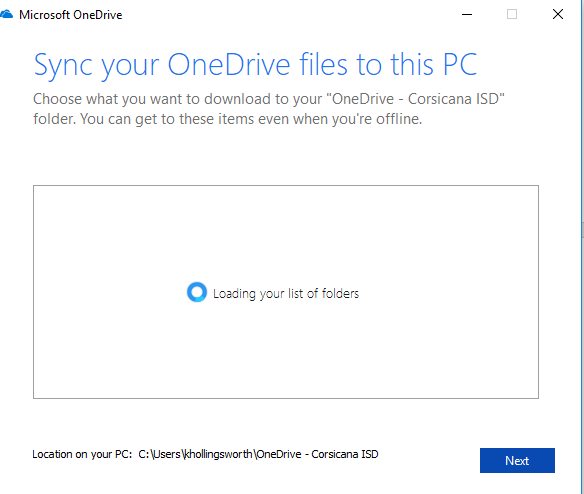 Microsoft OneDrive
Sync your OneDrive files to this PC
Choose what you want to download to your "OneDrive - Corsicana ISD"
folder. You can get to these items even when you're offline.
Loading your list of folders
Location on your PC: C:\Users\khollingsworth\OneDrive - Corsicana ISD
Next